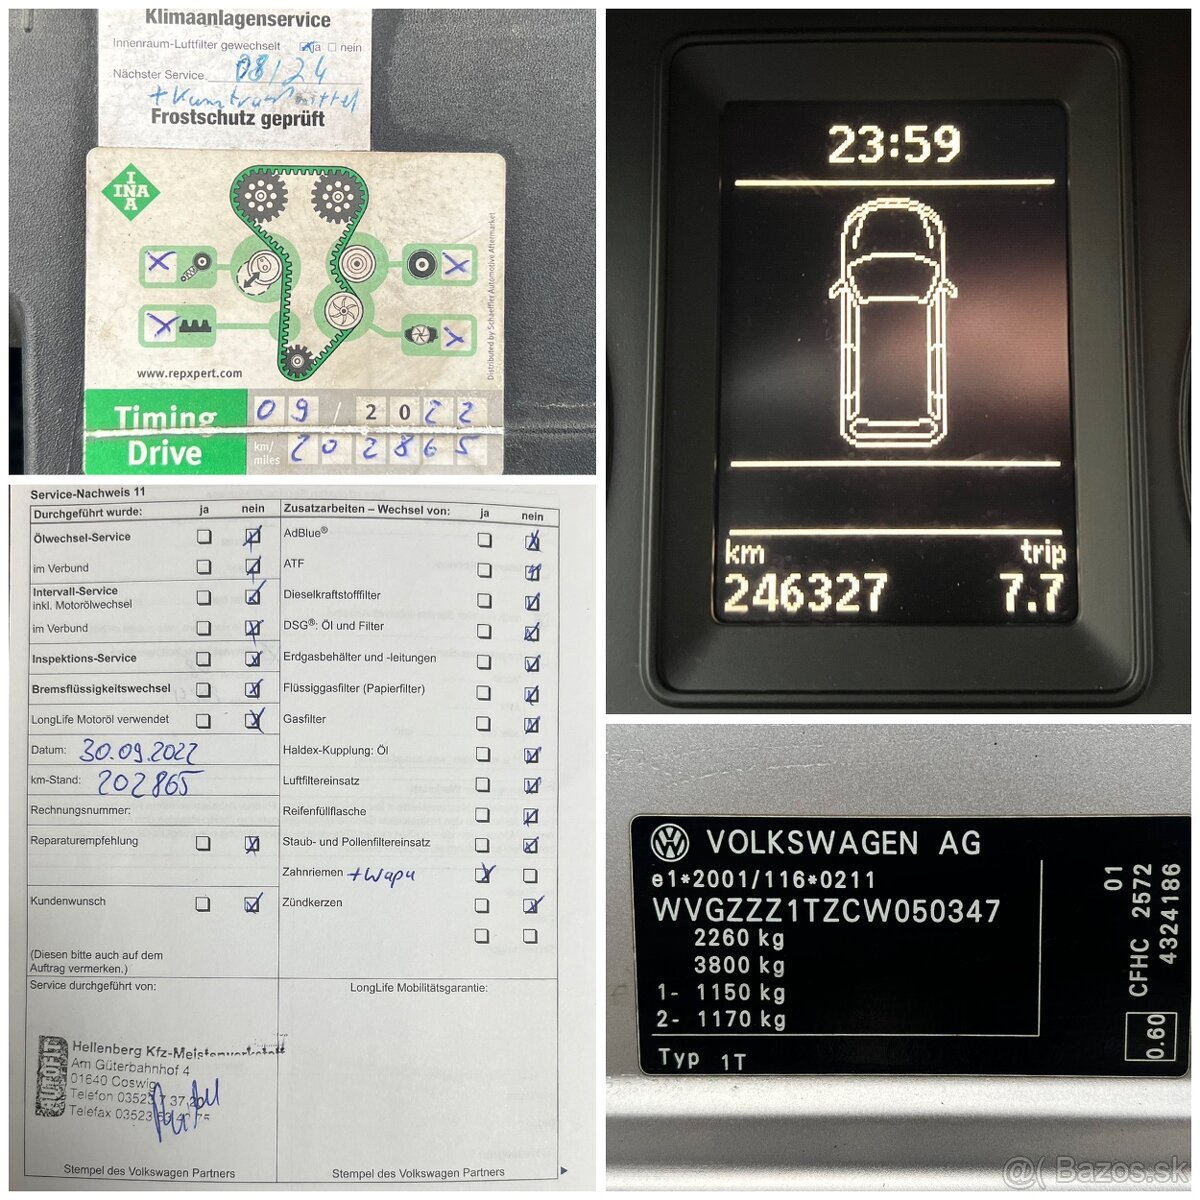 Klimaanlagenservice
Innenraum-Luftfilter gewechselt ja nein
Nächster Service 08/24
Frostschutz geprüft
INA
INA
Distributed by Schaeffler Automotive Aftermarket
www.repxpert.com
Timing 09 / 2022
Drive km/miles 202865
23:59
km trip
246327 7.7
Service-Nachweis 11
Durchgeführt wurde: ja nein
Ölwechsel-Service
im Verbund
Intervall-Service
inkl. Motorölwechsel
im Verbund
Inspektions-Service
Bremsflüssigkeitswechsel
LongLife Motoröl verwendet
Datum: 30.09.2022
km-Stand: 202865
Rechnungsnummer:
Reparaturempfehlung
Kundenwunsch
(Diesen bitte auch auf dem
Auftrag vermerken.)
Zusatzarbeiten – Wechsel von: ja nein
AdBlue®
ATF
Dieselkraftstofffilter
DSG®: Öl und Filter
Erdgasbehälter und -leitungen
Flüssiggasfilter (Papierfilter)
Gasfilter
Haldex-Kupplung: Öl
Luftfiltereinsatz
Reifenfüllflasche
Staub- und Pollenfiltereinsatz
Zahnriemen + Wapu
Zündkerzen
Service durchgeführt von:
LongLife Mobilitätsgarantie:
AUTOFIT
Hellenberg Kfz-Meisterwerkstatt
Am Güterbahnhof 4
01640 Coswig
Telefon 03523
Telefax 03523
Stempel des Volkswagen Partners
Stempel des Volkswagen Partners
VOLKSWAGEN AG
e1*2001/116*0211
WVGZZZ1TZCW050347
2260 kg
3800 kg
1- 1150 kg
2- 1170 kg
Typ 1T
01
CFHC 2572
4324186
0.60
@( Bazos.sk